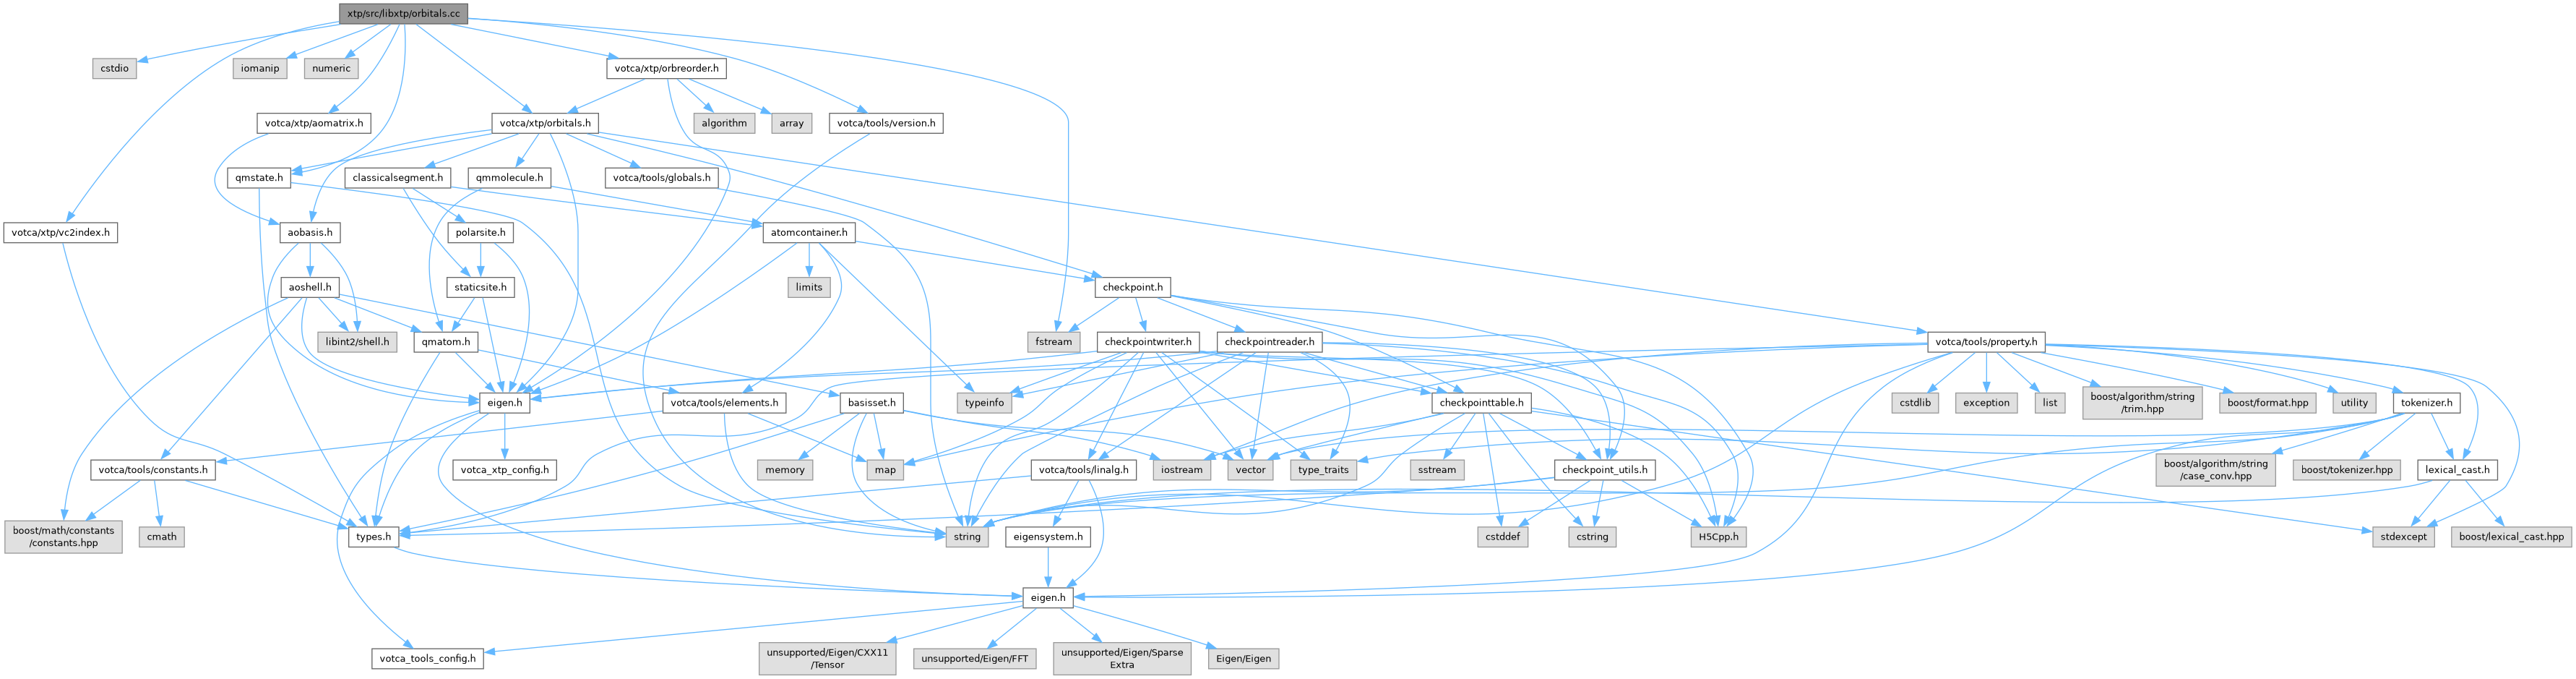 xtp/src/libxtp/orbitals.cc
cstdio
iomanip
numeric
votca/xtp/orbreorder.h
votca/xtp/aomatrix.h
votca/xtp/orbitals.h
algorithm
array
votca/tools/version.h
qmstate.h
classicalsegment.h
qmmolecule.h
votca/tools/globals.h
votca/xtp/vc2index.h
aobasis.h
polarsite.h
atomcontainer.h
aoshell.h
staticsite.h
limits
checkpoint.h
libint2/shell.h
qmatom.h
fstream
checkpointwriter.h
checkpointreader.h
votca/tools/property.h
eigen.h
votca/tools/elements.h
basisset.h
typeinfo
checkpointtable.h
cstdlib
exception
list
boost/algorithm/string
/trim.hpp
boost/format.hpp
utility
tokenizer.h
votca/tools/constants.h
votca_xtp_config.h
memory
map
votca/tools/linalg.h
iostream
vector
type_traits
sstream
checkpoint_utils.h
boost/algorithm/string
/case_conv.hpp
boost/tokenizer.hpp
lexical_cast.h
boost/math/constants
/constants.hpp
cmath
types.h
string
eigensystem.h
cstddef
cstring
H5Cpp.h
stdexcept
boost/lexical_cast.hpp
eigen.h
votca_tools_config.h
unsupported/Eigen/CXX11
/Tensor
unsupported/Eigen/FFT
unsupported/Eigen/Sparse
Extra
Eigen/Eigen